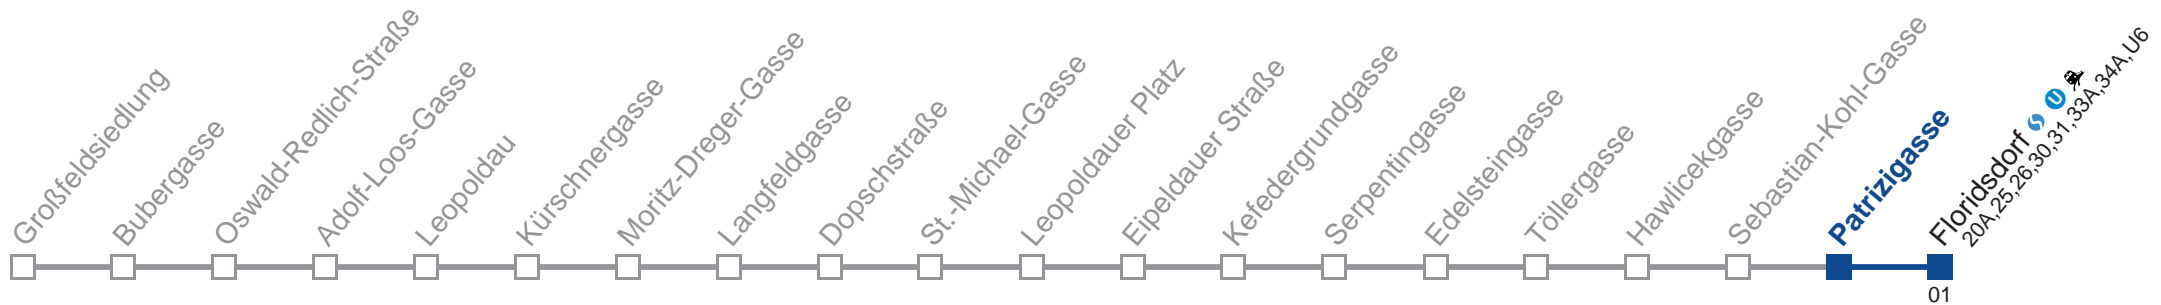 Großfeldsiedlung
Bubergasse
Oswald-Redlich-Straße
Adolf-Loos-Gasse
Leopoldau
Kürschnergasse
Moritz-Dreger-Gasse
Langfeldgasse
Dopschstraße
St.-Michael-Gasse
Leopoldauer Platz
Eipeldauer Straße
Kefedergrundgasse
Serpentingasse
Edelsteingasse
Töllergasse
Hawlicekgasse
Sebastian-Kohl-Gasse
Patrizigasse
Floridsdorf S U
20A,25,26,30,31,33A,34A,U6
01